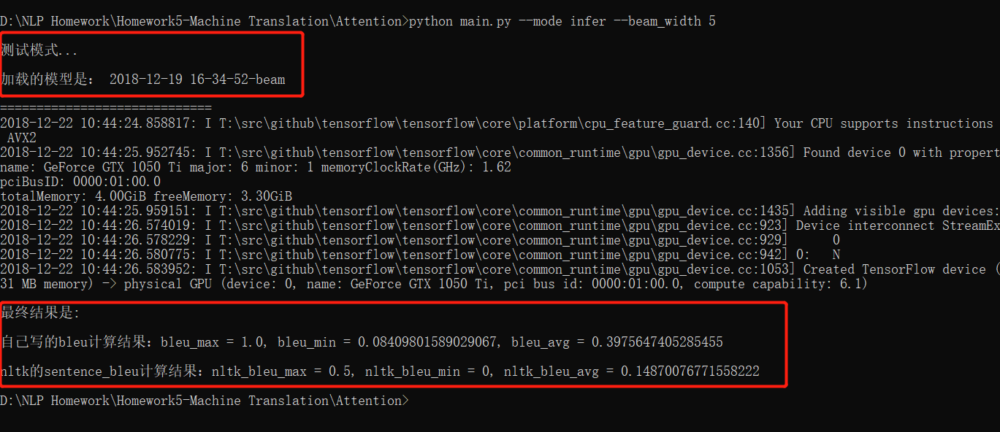 D:\NLP Homework\Homework5-Machine Translation\Attention>python main.py --mode infer --beam_width 5
测试模式...
加载的模型是： 2018-12-19 16-34-52-beam
=============================
2018-12-22 10:44:24.858817: I T:\src\github\tensorflow\tensorflow\core\platform\cpu_feature_guard.cc:140] Your CPU supports instructions
AVX2
2018-12-22 10:44:25.952745: I T:\src\github\tensorflow\tensorflow\core\common_runtime\gpu\gpu_device.cc:1356] Found device 0 with propert
name: GeForce GTX 1050 Ti major: 6 minor: 1 memoryClockRate(GHz): 1.62
pciBusID: 0000:01:00.0
totalMemory: 4.00GiB freeMemory: 3.30GiB
2018-12-22 10:44:25.959151: I T:\src\github\tensorflow\tensorflow\core\common_runtime\gpu\gpu_device.cc:1435] Adding visible gpu devices:
2018-12-22 10:44:26.574019: I T:\src\github\tensorflow\tensorflow\core\common_runtime\gpu\gpu_device.cc:923] Device interconnect StreamEx
2018-12-22 10:44:26.578229: I T:\src\github\tensorflow\tensorflow\core\common_runtime\gpu\gpu_device.cc:929]      0
2018-12-22 10:44:26.580775: I T:\src\github\tensorflow\tensorflow\core\common_runtime\gpu\gpu_device.cc:942] 0:   N
2018-12-22 10:44:26.583952: I T:\src\github\tensorflow\tensorflow\core\common_runtime\gpu\gpu_device.cc:1053] Created TensorFlow device (
31 MB memory) -> physical GPU (device: 0, name: GeForce GTX 1050 Ti, pci bus id: 0000:01:00.0, compute capability: 6.1)
最终结果是:
自己写的bleu计算结果：bleu_max = 1.0, bleu_min = 0.08409801589029067, bleu_avg = 0.3975647405285455
nltk的sentence_bleu计算结果：nltk_bleu_max = 0.5, nltk_bleu_min = 0, nltk_bleu_avg = 0.14870076771558222
D:\NLP Homework\Homework5-Machine Translation\Attention>